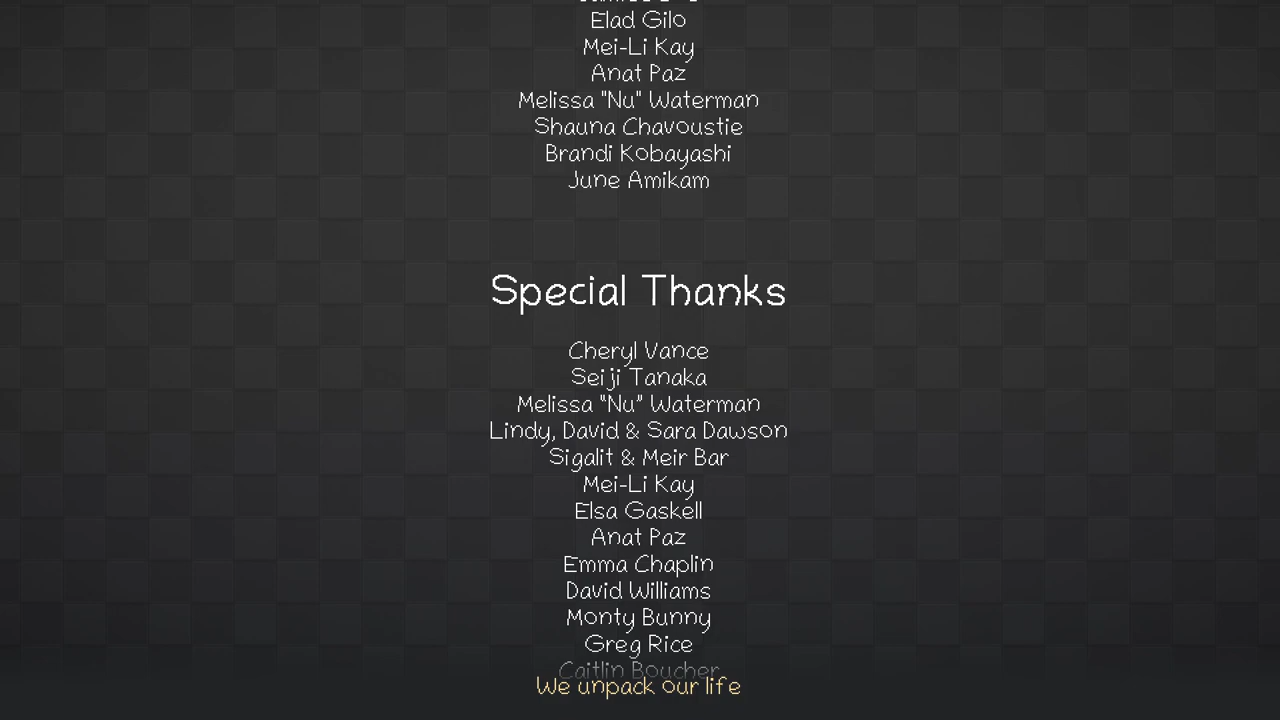 Elad Gilo
Mei-Li Kay
Anat Paz
Melissa "Nu" Waterman
Shauna Chavoustie
Brandi Kobayashi
June Amikam
Special Thanks
Cheryl Vance
Seiji Tanaka
Melissa "Nu" Waterman
Lindy, David & Sara Dawson
Sigalit & Meir Bar
Mei-Li Kay
Elsa Gaskell
Anat Paz
Emma Chaplin
David Williams
Monty Bunny
Greg Rice
Caitlin Boucher
We unpack our life